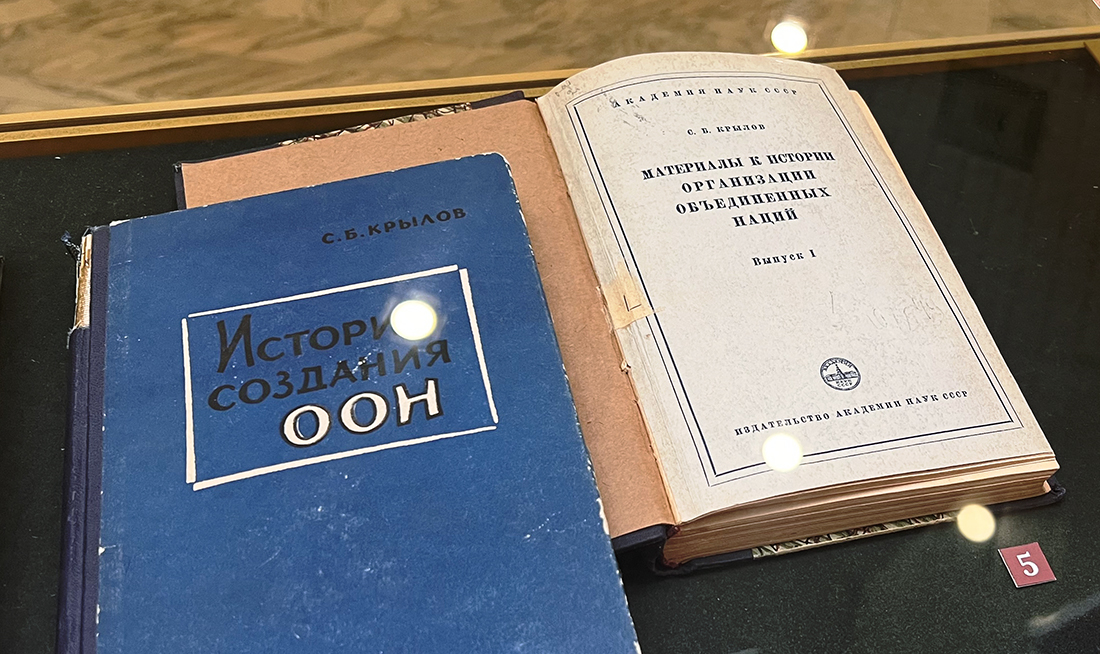 С.Б.КРЫЛОВ
История
создания
ООН
АКАДЕМИЯ НАУК СССР
С. Б. КРЫЛОВ
МАТЕРИАЛЫ К ИСТОРИИ
ОРГАНИЗАЦИИ
ОБЪЕДИНЕННЫХ
НАЦИЙ
Выпуск 1
ИЗДАТЕЛЬСТВО АКАДЕМИИ НАУК СССР
5